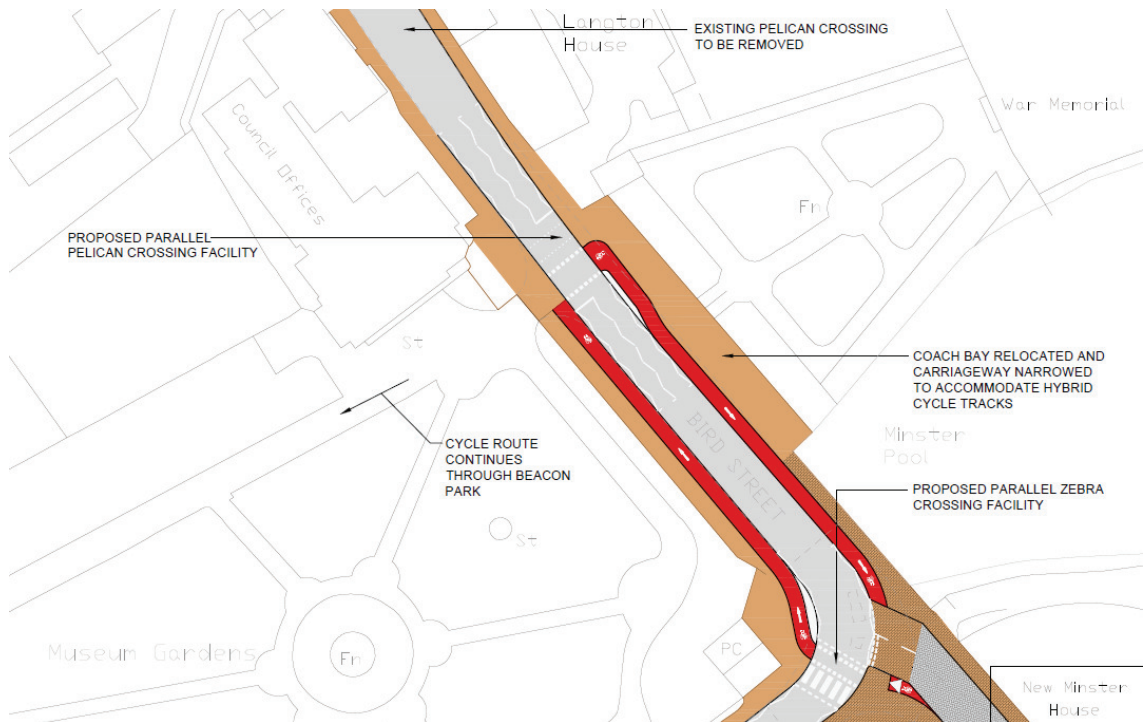 Langton
House
EXISTING PELICAN CROSSING
TO BE REMOVED
War Memorial
Council Offices
Fn
PROPOSED PARALLEL
PELICAN CROSSING FACILITY
St
COACH BAY RELOCATED AND
CARRIAGEWAY NARROWED
TO ACCOMMODATE HYBRID
CYCLE TRACKS
BIRD STREET
Minster
Pool
CYCLE ROUTE
CONTINUES
THROUGH BEACON
PARK
PROPOSED PARALLEL ZEBRA
CROSSING FACILITY
St
Museum Gardens
Fn
PC
New Minster
House